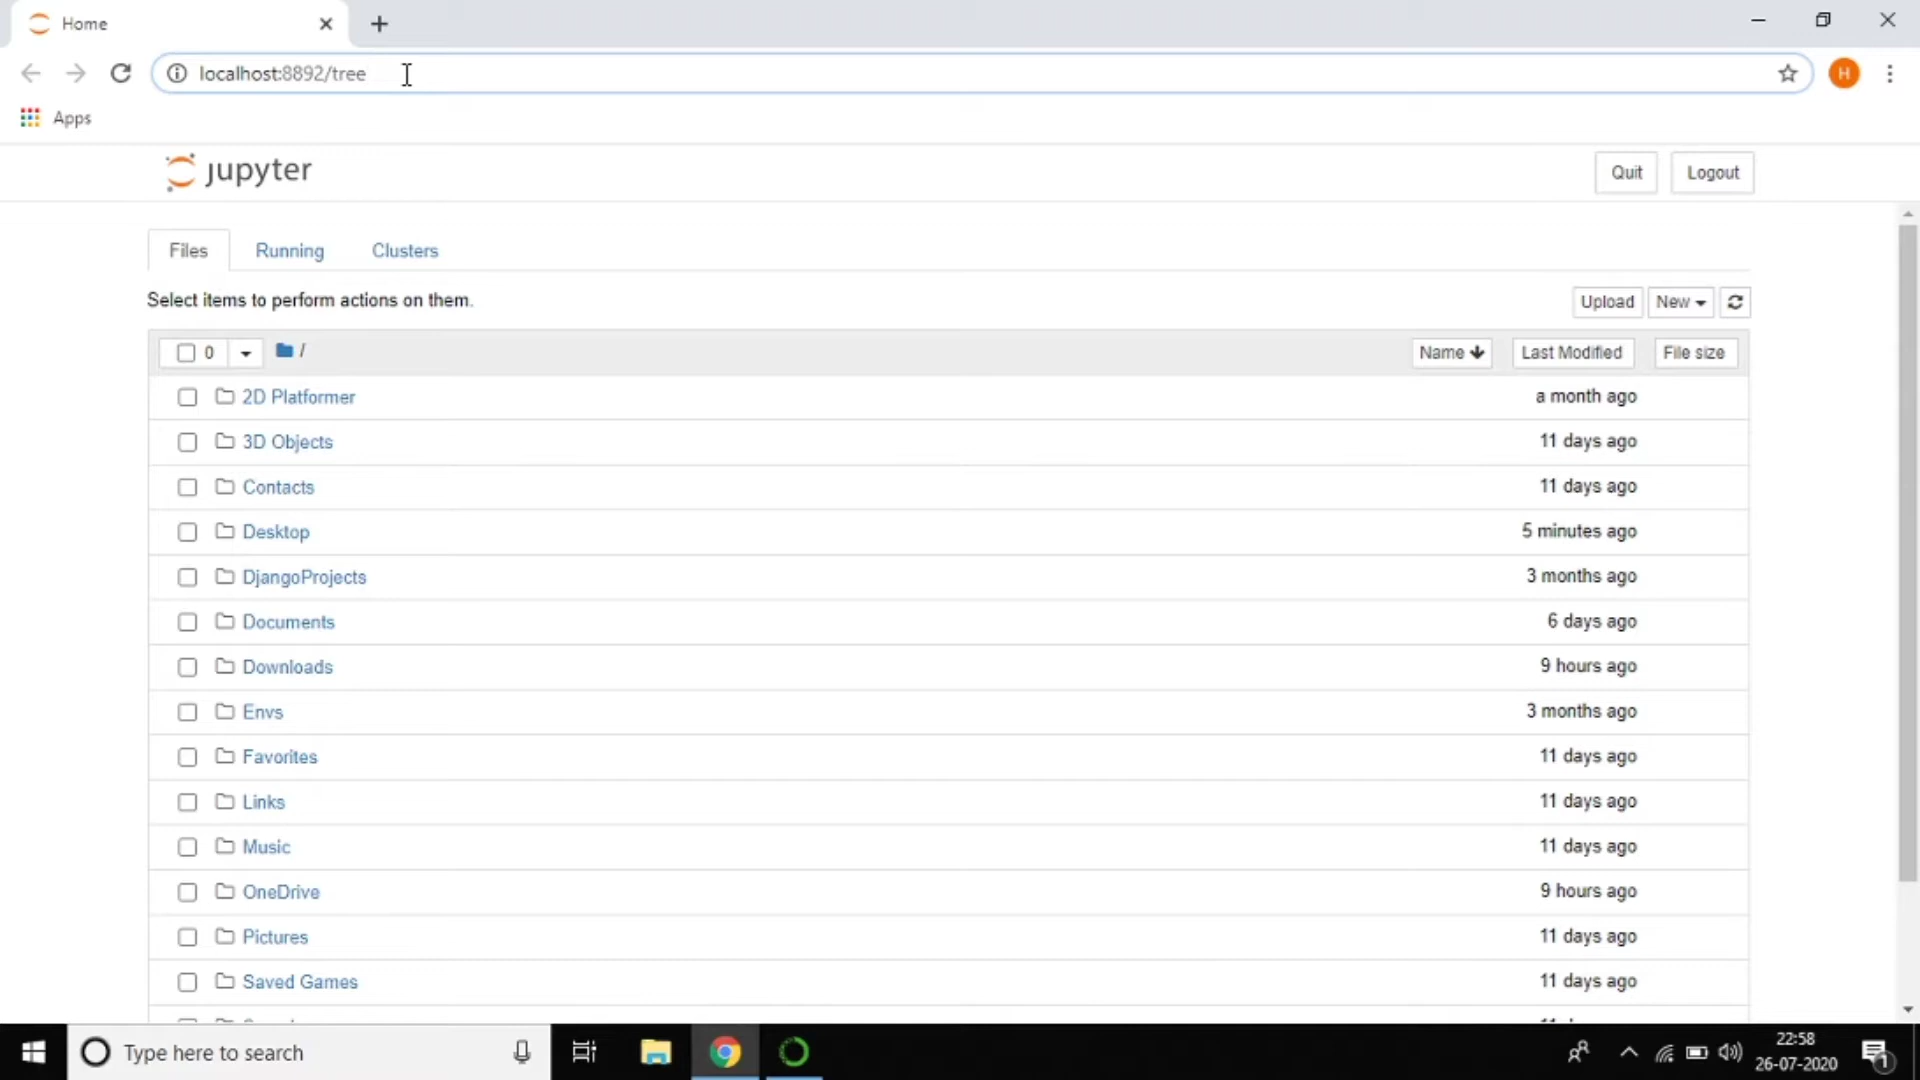 Home
localhost:8892/tree
H
Apps
jupyter
Quit
Logout
Files
Running
Clusters
Select items to perform actions on them.
Upload
New
0
/
Name
Last Modified
File size
2D Platformer
a month ago
3D Objects
11 days ago
Contacts
11 days ago
Desktop
5 minutes ago
DjangoProjects
3 months ago
Documents
6 days ago
Downloads
9 hours ago
Envs
3 months ago
Favorites
11 days ago
Links
11 days ago
Music
11 days ago
OneDrive
9 hours ago
Pictures
11 days ago
Saved Games
11 days ago
Type here to search
22:58
26-07-2020
1